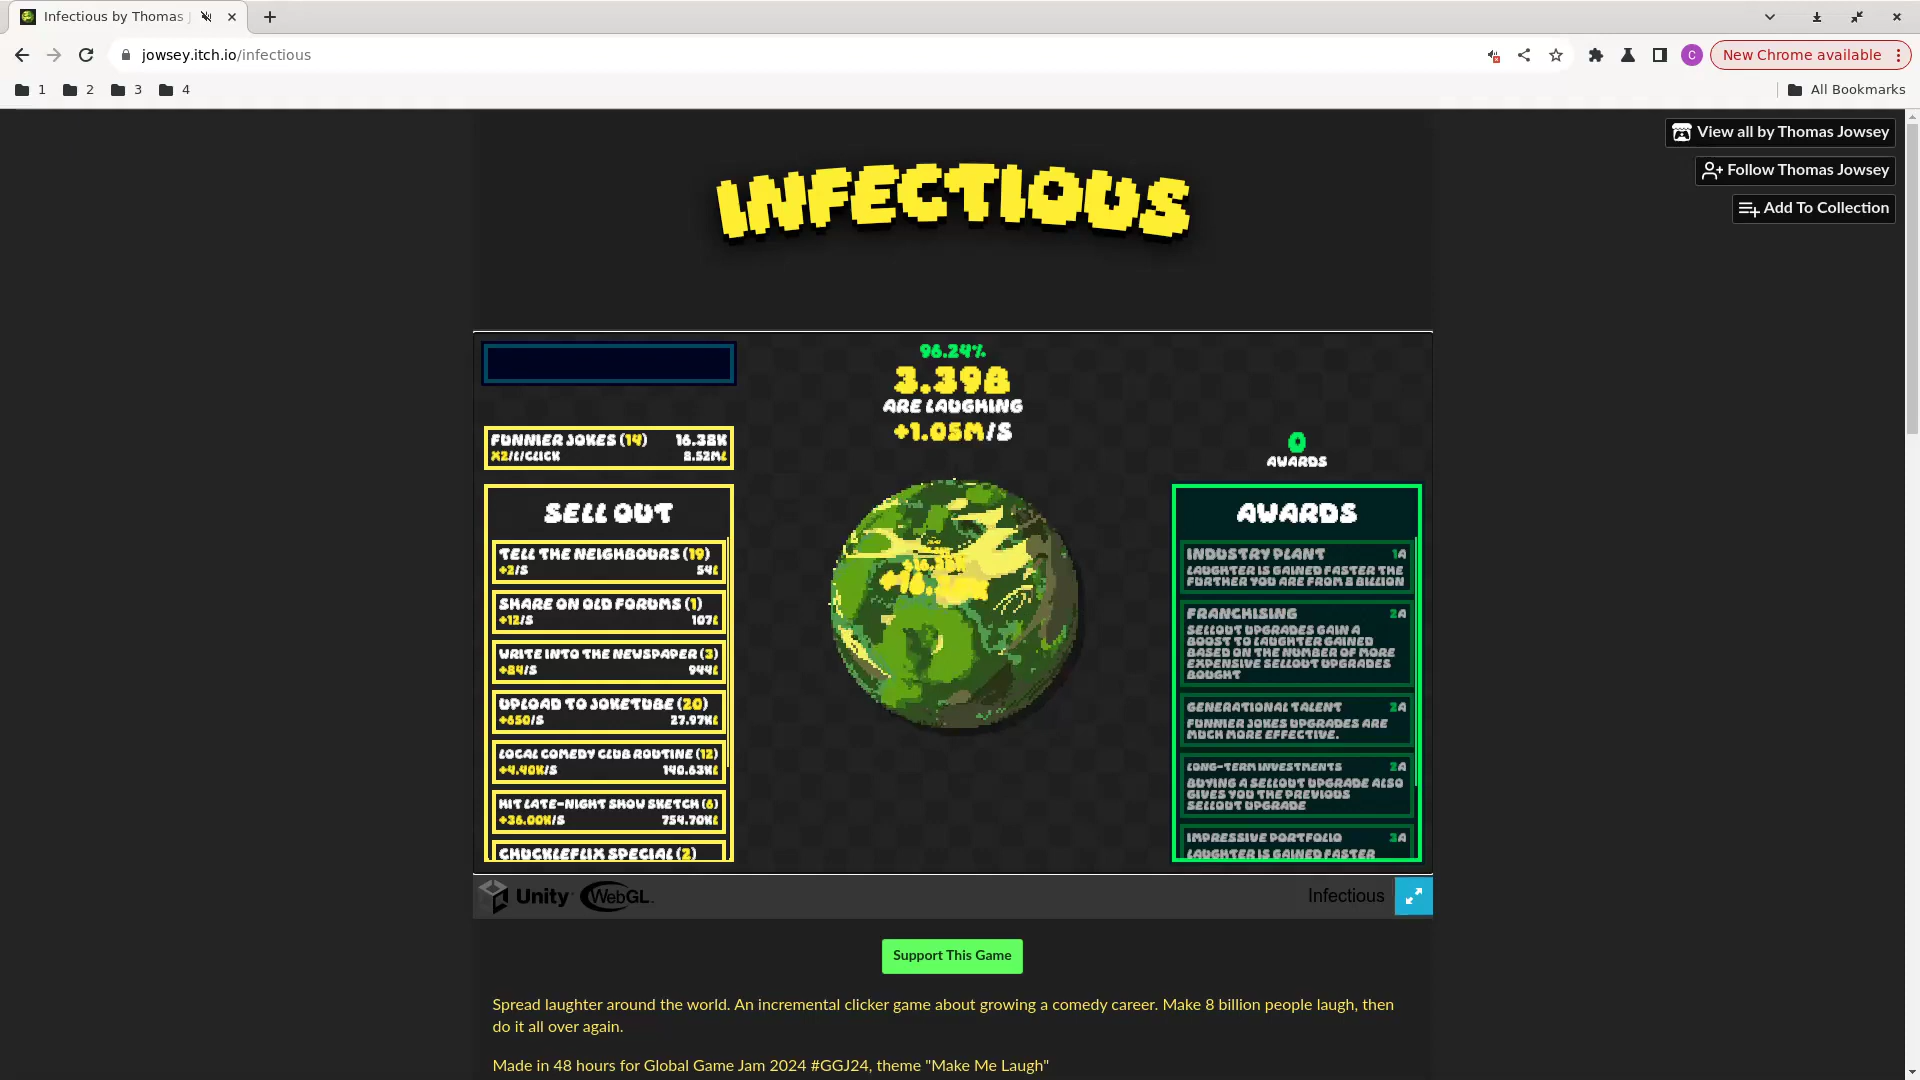 Infectious by Thomas J
jowsey.itch.io/infectious
C
New Chrome available
1
2
3
4
All Bookmarks
View all by Thomas Jowsey
Follow Thomas Jowsey
Add To Collection
INFECTIOUS
96.24%
3.39B
ARE LAUGHING
+1.05M/S
FUNNIER JOKES (14) 16.38K
X2/L/CLICK 8.52ML
SELL OUT
TELL THE NEIGHBOURS (19)
+2/S 54L
SHARE ON OLD FORUMS (1)
+12/S 107L
WRITE INTO THE NEWSPAPER (3)
+84/S 944L
UPLOAD TO JOKETUBE (20)
+650/S 27.97KL
LOCAL COMEDY CLUB ROUTINE (12)
+4.40K/S 140.63KL
HIT LATE-NIGHT SHOW SKETCH (6)
+36.00K/S 754.70KL
CHUCKLEFLIX SPECIAL (2)
0
AWARDS
AWARDS
INDUSTRY PLANT 1A
LAUGHTER IS GAINED FASTER THE
FURTHER YOU ARE FROM 8 BILLION
FRANCHISING 2A
SELLOUT UPGRADES GAIN A
BOOST TO LAUGHTER GAINED
BASED ON THE NUMBER OF MORE
EXPENSIVE SELLOUT UPGRADES
BOUGHT
GENERATIONAL TALENT 2A
FUNNIER JOKES UPGRADES ARE
MUCH MORE EFFECTIVE.
LONG-TERM INVESTMENTS 2A
BUYING A SELLOUT UPGRADE ALSO
GIVES YOU THE PREVIOUS
SELLOUT UPGRADE
IMPRESSIVE PORTFOLIO 3A
LAUGHTER IS GAINED FASTER
Unity WebGL
Infectious
Support This Game
Spread laughter around the world. An incremental clicker game about growing a comedy career. Make 8 billion people laugh, then
do it all over again.
Made in 48 hours for Global Game Jam 2024 #GGJ24, theme "Make Me Laugh"